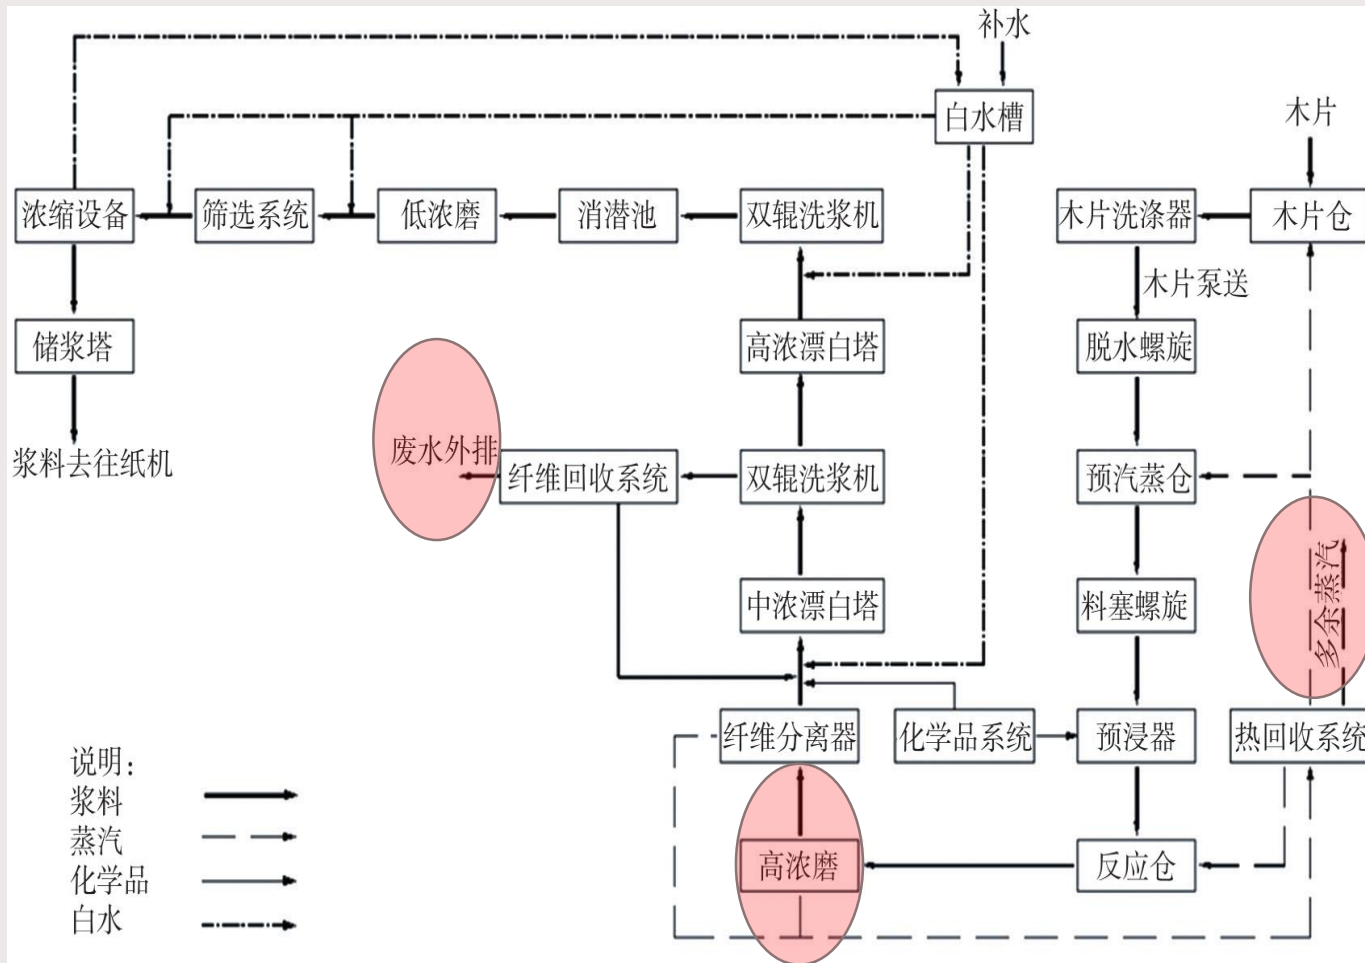 补水
白水槽
木片
浓缩设备
筛选系统
低浓磨
消潜池
双辊洗浆机
木片洗涤器
木片仓
木片泵送
储浆塔
高浓漂白塔
脱水螺旋
浆料去往纸机
废水外排
纤维回收系统
双辊洗浆机
预汽蒸仓
中浓漂白塔
料塞螺旋
多余蒸汽
纤维分离器
化学品系统
预浸器
热回收系统
高浓磨
反应仓
说明：
浆料
蒸汽
化学品
白水